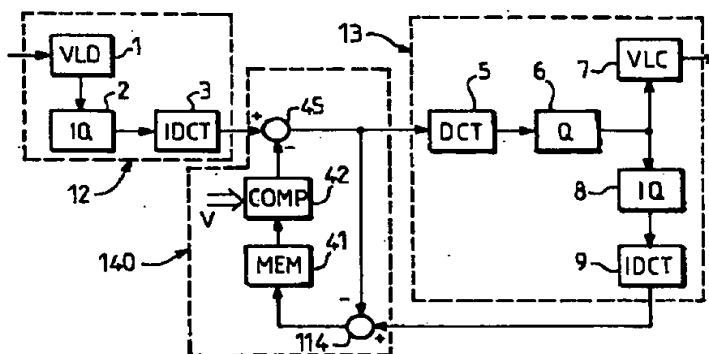 13
VLD
1
2
3
IQ
IDCT
12
+
45
-
5
6
7
VLC
DCT
Q
COMP
42
V
8
IQ
140
MEM
41
9
IDCT
-
114
+